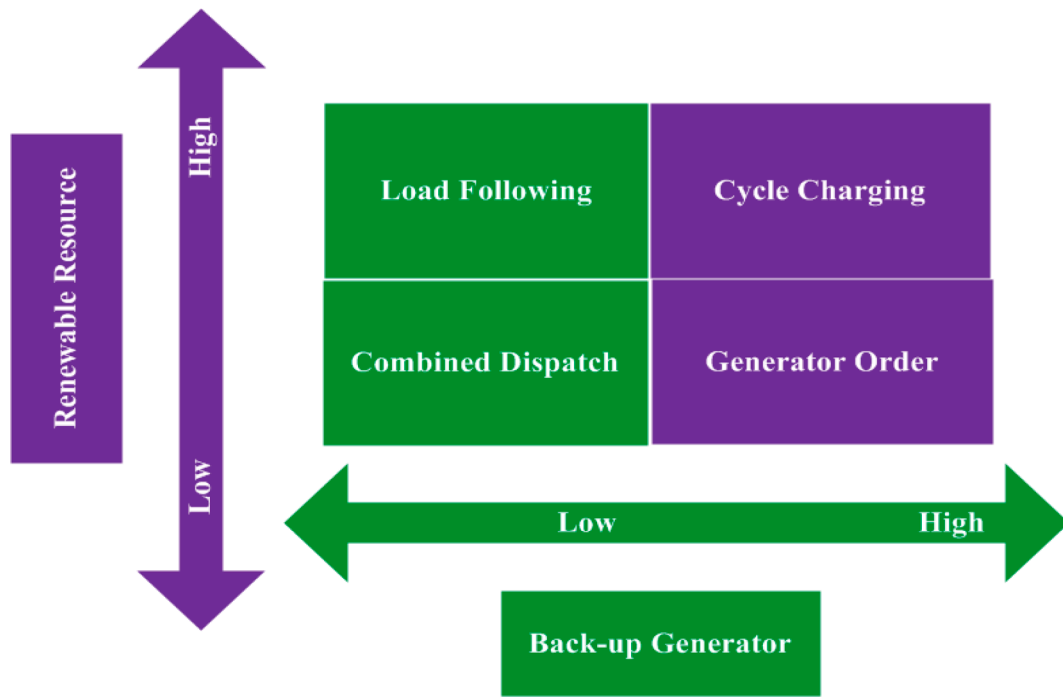 Renewable Resource
High
Low
Load Following
Cycle Charging
Combined Dispatch
Generator Order
Low
High
Back-up Generator